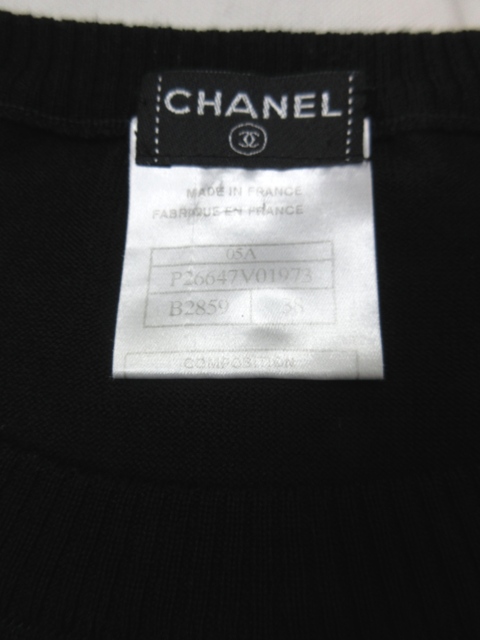 CHANEL
MADE IN FRANCE
FABRIQUE EN FRANCE
05A
P26647V01973
B2859 38
COMPOSITION